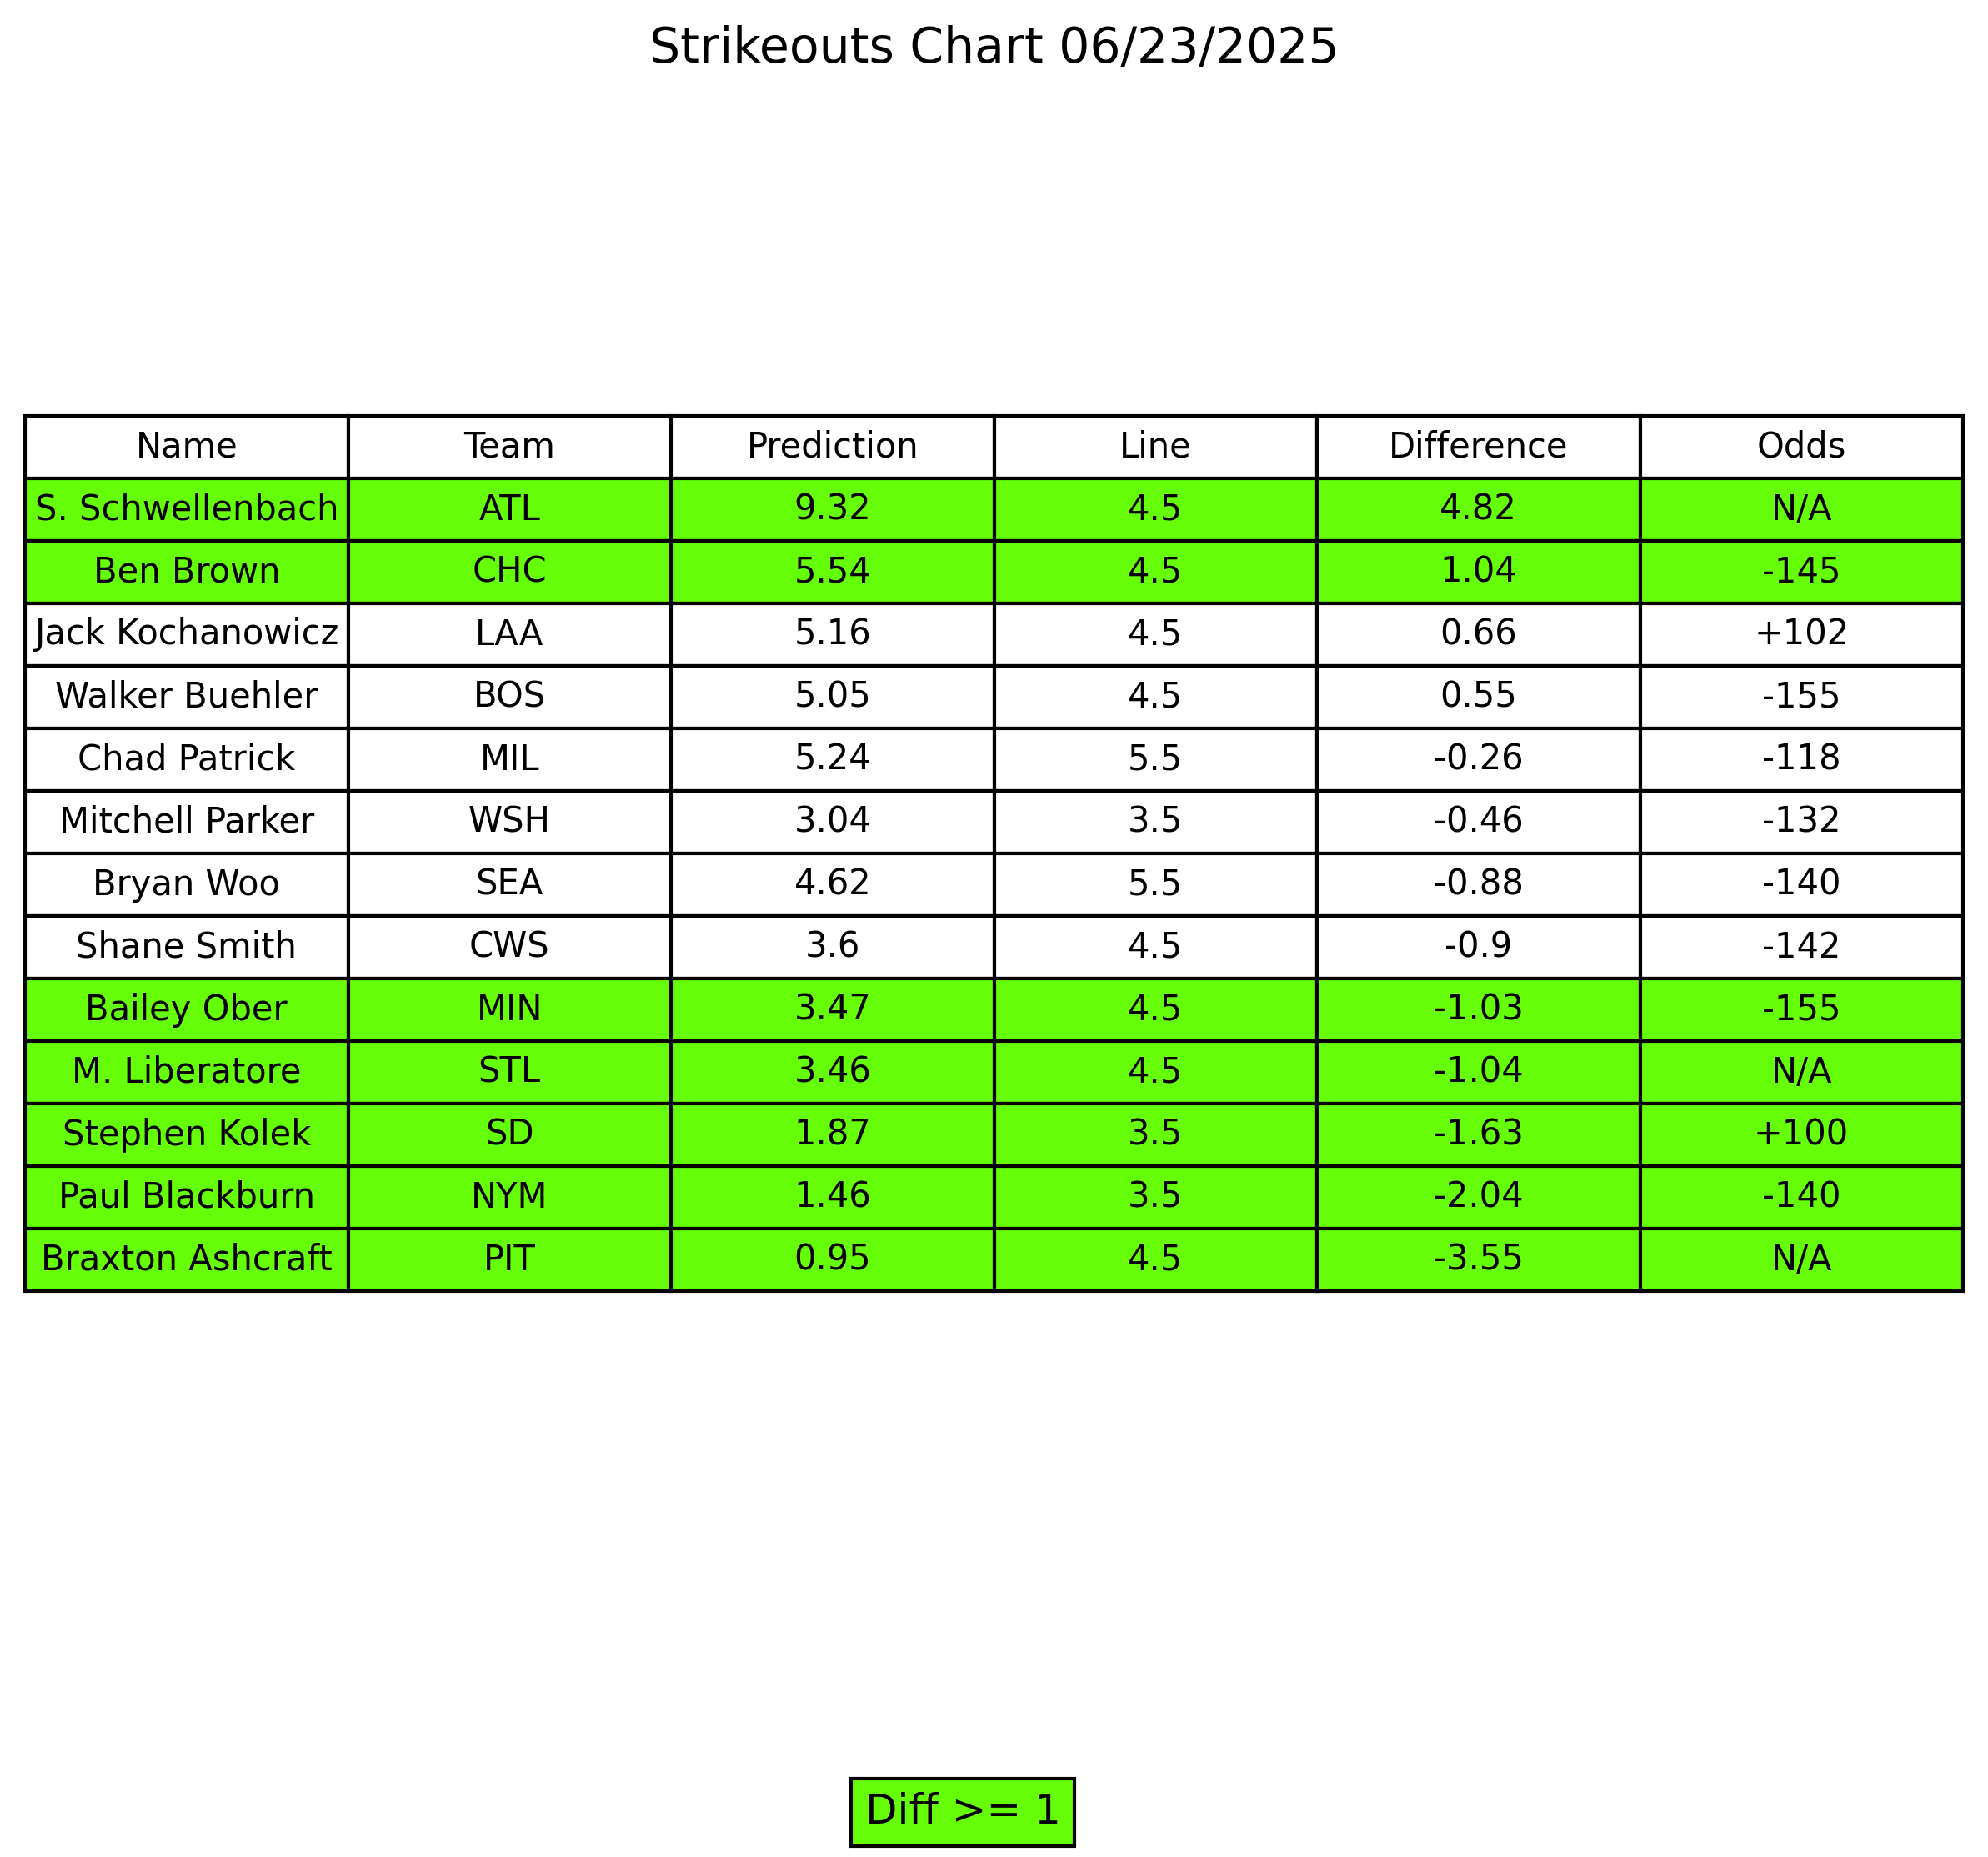 Strikeouts Chart 06/23/2025
Name Team Prediction Line Difference Odds
S. Schwellenbach ATL 9.32 4.5 4.82 N/A
Ben Brown CHC 5.54 4.5 1.04 -145
Jack Kochanowicz LAA 5.16 4.5 0.66 +102
Walker Buehler BOS 5.05 4.5 0.55 -155
Chad Patrick MIL 5.24 5.5 -0.26 -118
Mitchell Parker WSH 3.04 3.5 -0.46 -132
Bryan Woo SEA 4.62 5.5 -0.88 -140
Shane Smith CWS 3.6 4.5 -0.9 -142
Bailey Ober MIN 3.47 4.5 -1.03 -155
M. Liberatore STL 3.46 4.5 -1.04 N/A
Stephen Kolek SD 1.87 3.5 -1.63 +100
Paul Blackburn NYM 1.46 3.5 -2.04 -140
Braxton Ashcraft PIT 0.95 4.5 -3.55 N/A
Diff >= 1